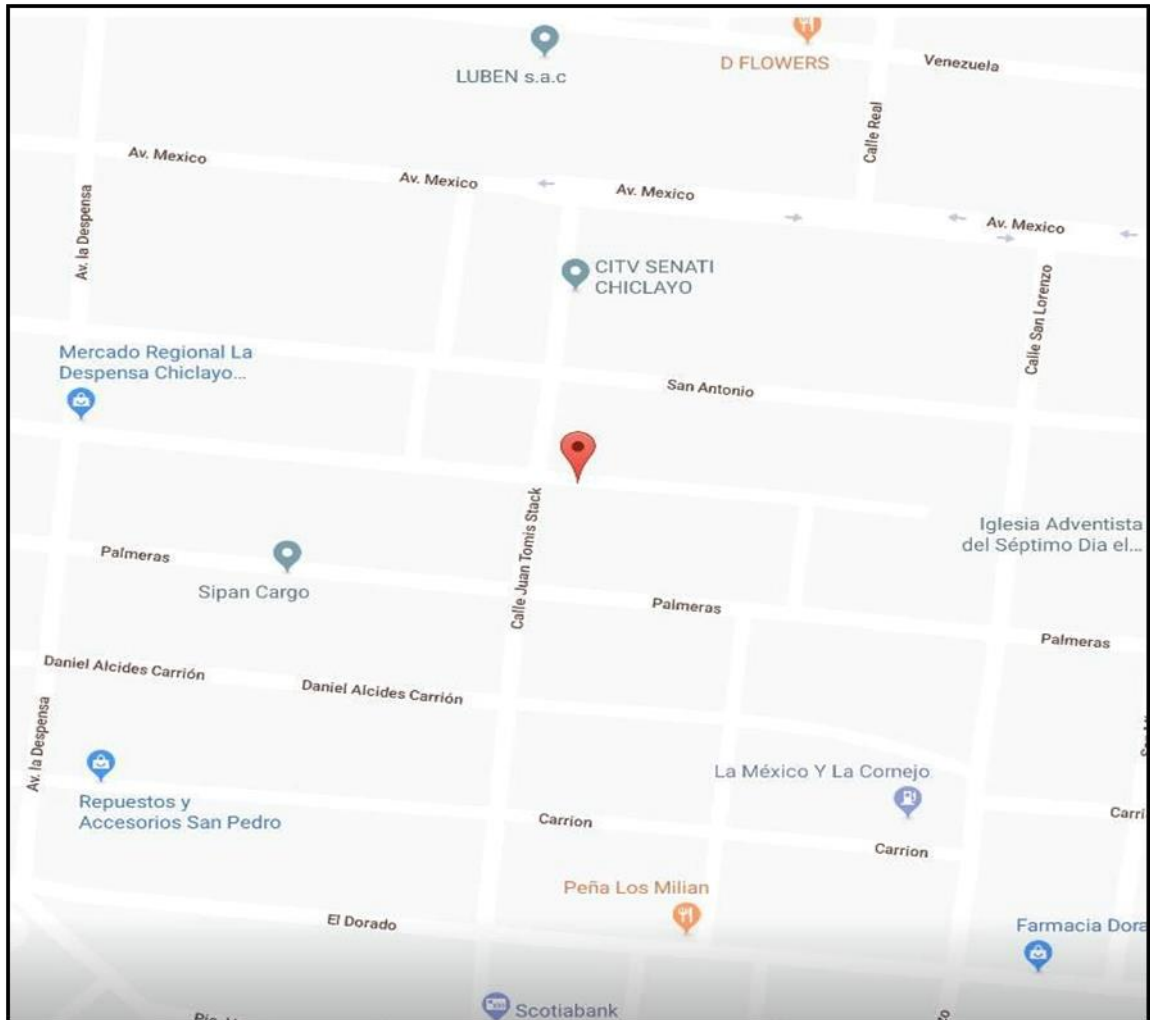 D FLOWERS
LUBEN s.a.c
Venezuela
Calle Real
Av. Mexico
Av. Mexico
Av. Mexico
Av. Mexico
Av. la Despensa
CITV SENATI
CHICLAYO
Calle San Lorenzo
Mercado Regional La
Despensa Chiclayo...
San Antonio
Calle Juan Tomis Stack
Iglesia Adventista
del Séptimo Dia el...
Palmeras
Sipan Cargo
Palmeras
Palmeras
Daniel Alcides Carrión
Daniel Alcides Carrión
Av. la Despensa
La México Y La Cornejo
Repuestos y
Accesorios San Pedro
Carrion
Carri
Carrion
Peña Los Milian
El Dorado
Farmacia Dora
Scotiabank